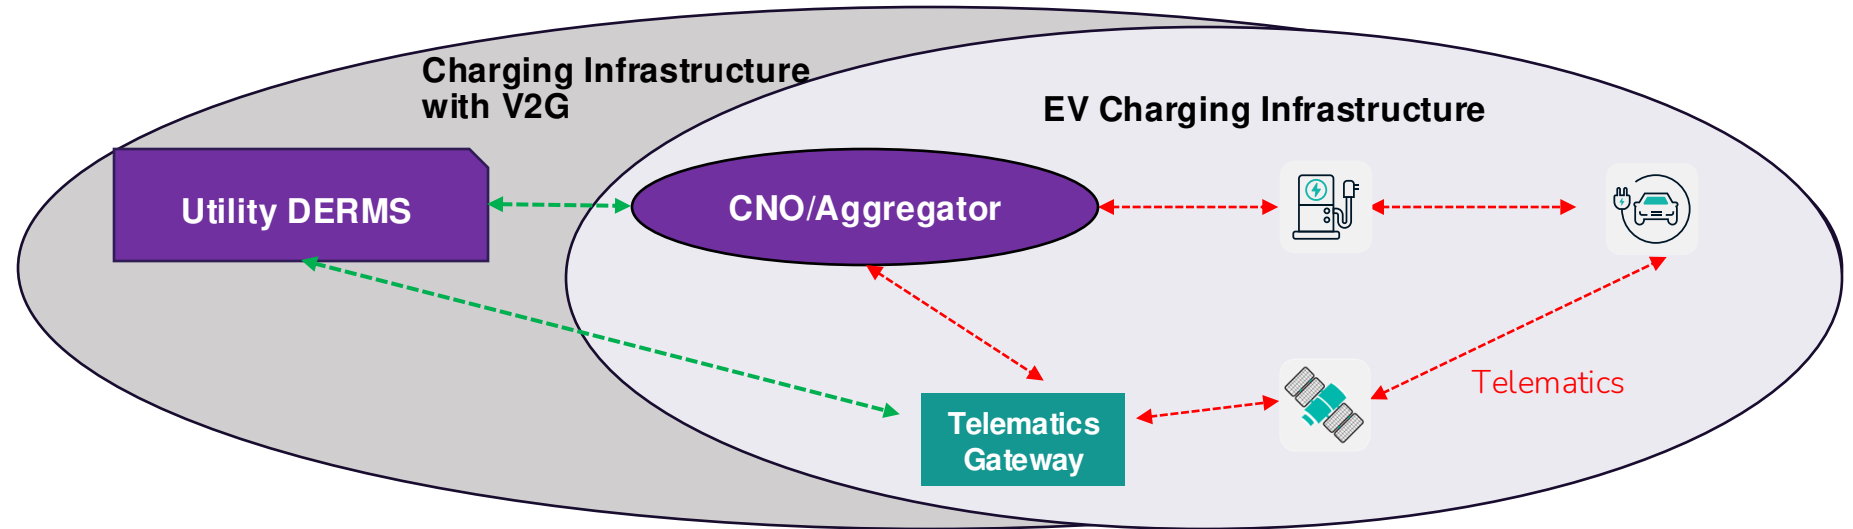 Charging Infrastructure
with V2G
EV Charging Infrastructure
Utility DERMS
CNO/Aggregator
Telematics
Telematics
Gateway